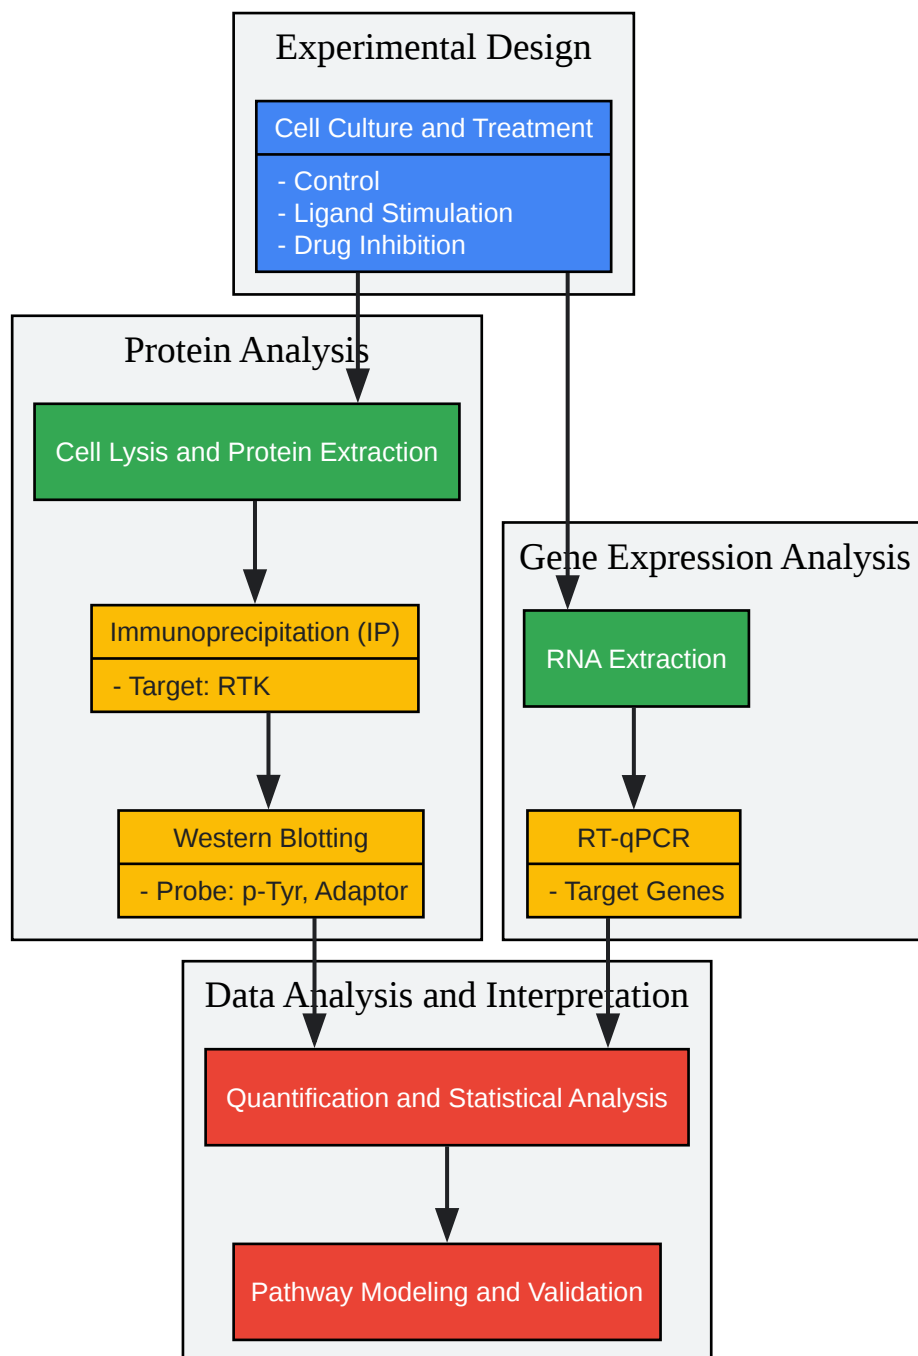 Experimental Design
Cell Culture and Treatment
- Control
- Ligand Stimulation
- Drug Inhibition
Protein Analysis
Cell Lysis and Protein Extraction
Immunoprecipitation (IP)
- Target: RTK
Western Blotting
- Probe: p-Tyr, Adaptor
Gene Expression Analysis
RNA Extraction
RT-qPCR
- Target Genes
Data Analysis and Interpretation
Quantification and Statistical Analysis
Pathway Modeling and Validation